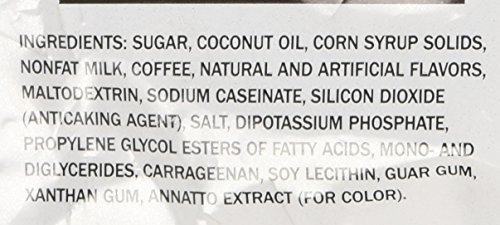 INGREDIENTS: SUGAR, COCONUT OIL, CORN SYRUP SOLIDS,
NONFAT MILK, COFFEE, NATURAL AND ARTIFICIAL FLAVORS,
MALTODEXTRIN, SODIUM CASEINATE, SILICON DIOXIDE
(ANTICAKING AGENT), SALT, DIPOTASSIUM PHOSPHATE,
PROPYLENE GLYCOL ESTERS OF FATTY ACIDS, MONO- AND
DIGLYCERIDES, CARRAGEENAN, SOY LECITHIN, GUAR GUM,
XANTHAN GUM, ANNATTO EXTRACT (FOR COLOR).